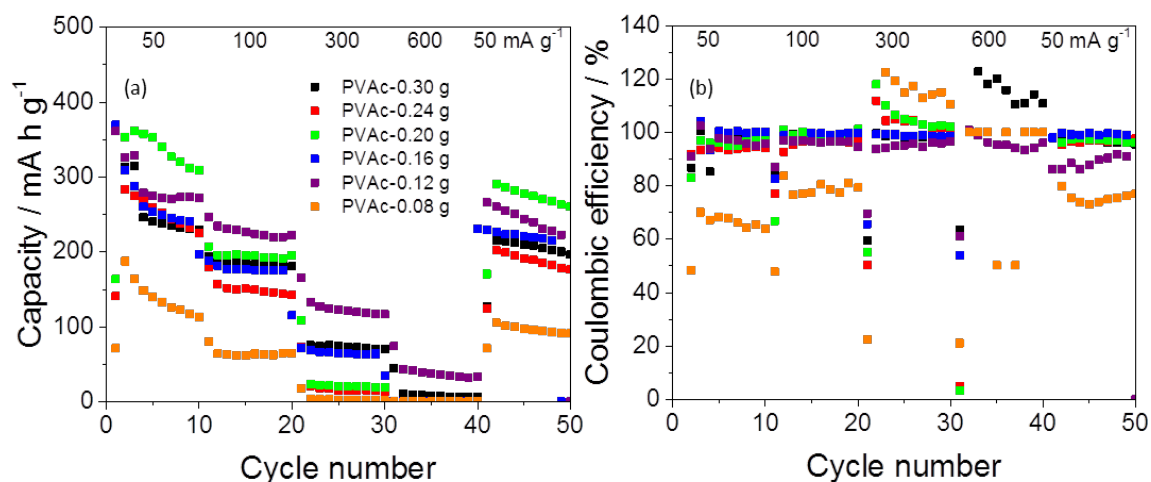 50 100 300 600 50 mA g⁻¹
(a)
PVAc-0.30 g
PVAc-0.24 g
PVAc-0.20 g
PVAc-0.16 g
PVAc-0.12 g
PVAc-0.08 g
Capacity / mA h g⁻¹
500
400
300
200
100
0
0 10 20 30 40 50
Cycle number
50 100 300 600 50 mA g⁻¹
(b)
Coulombic efficiency / %
140
120
100
80
60
40
20
0
0 10 20 30 40 50
Cycle number